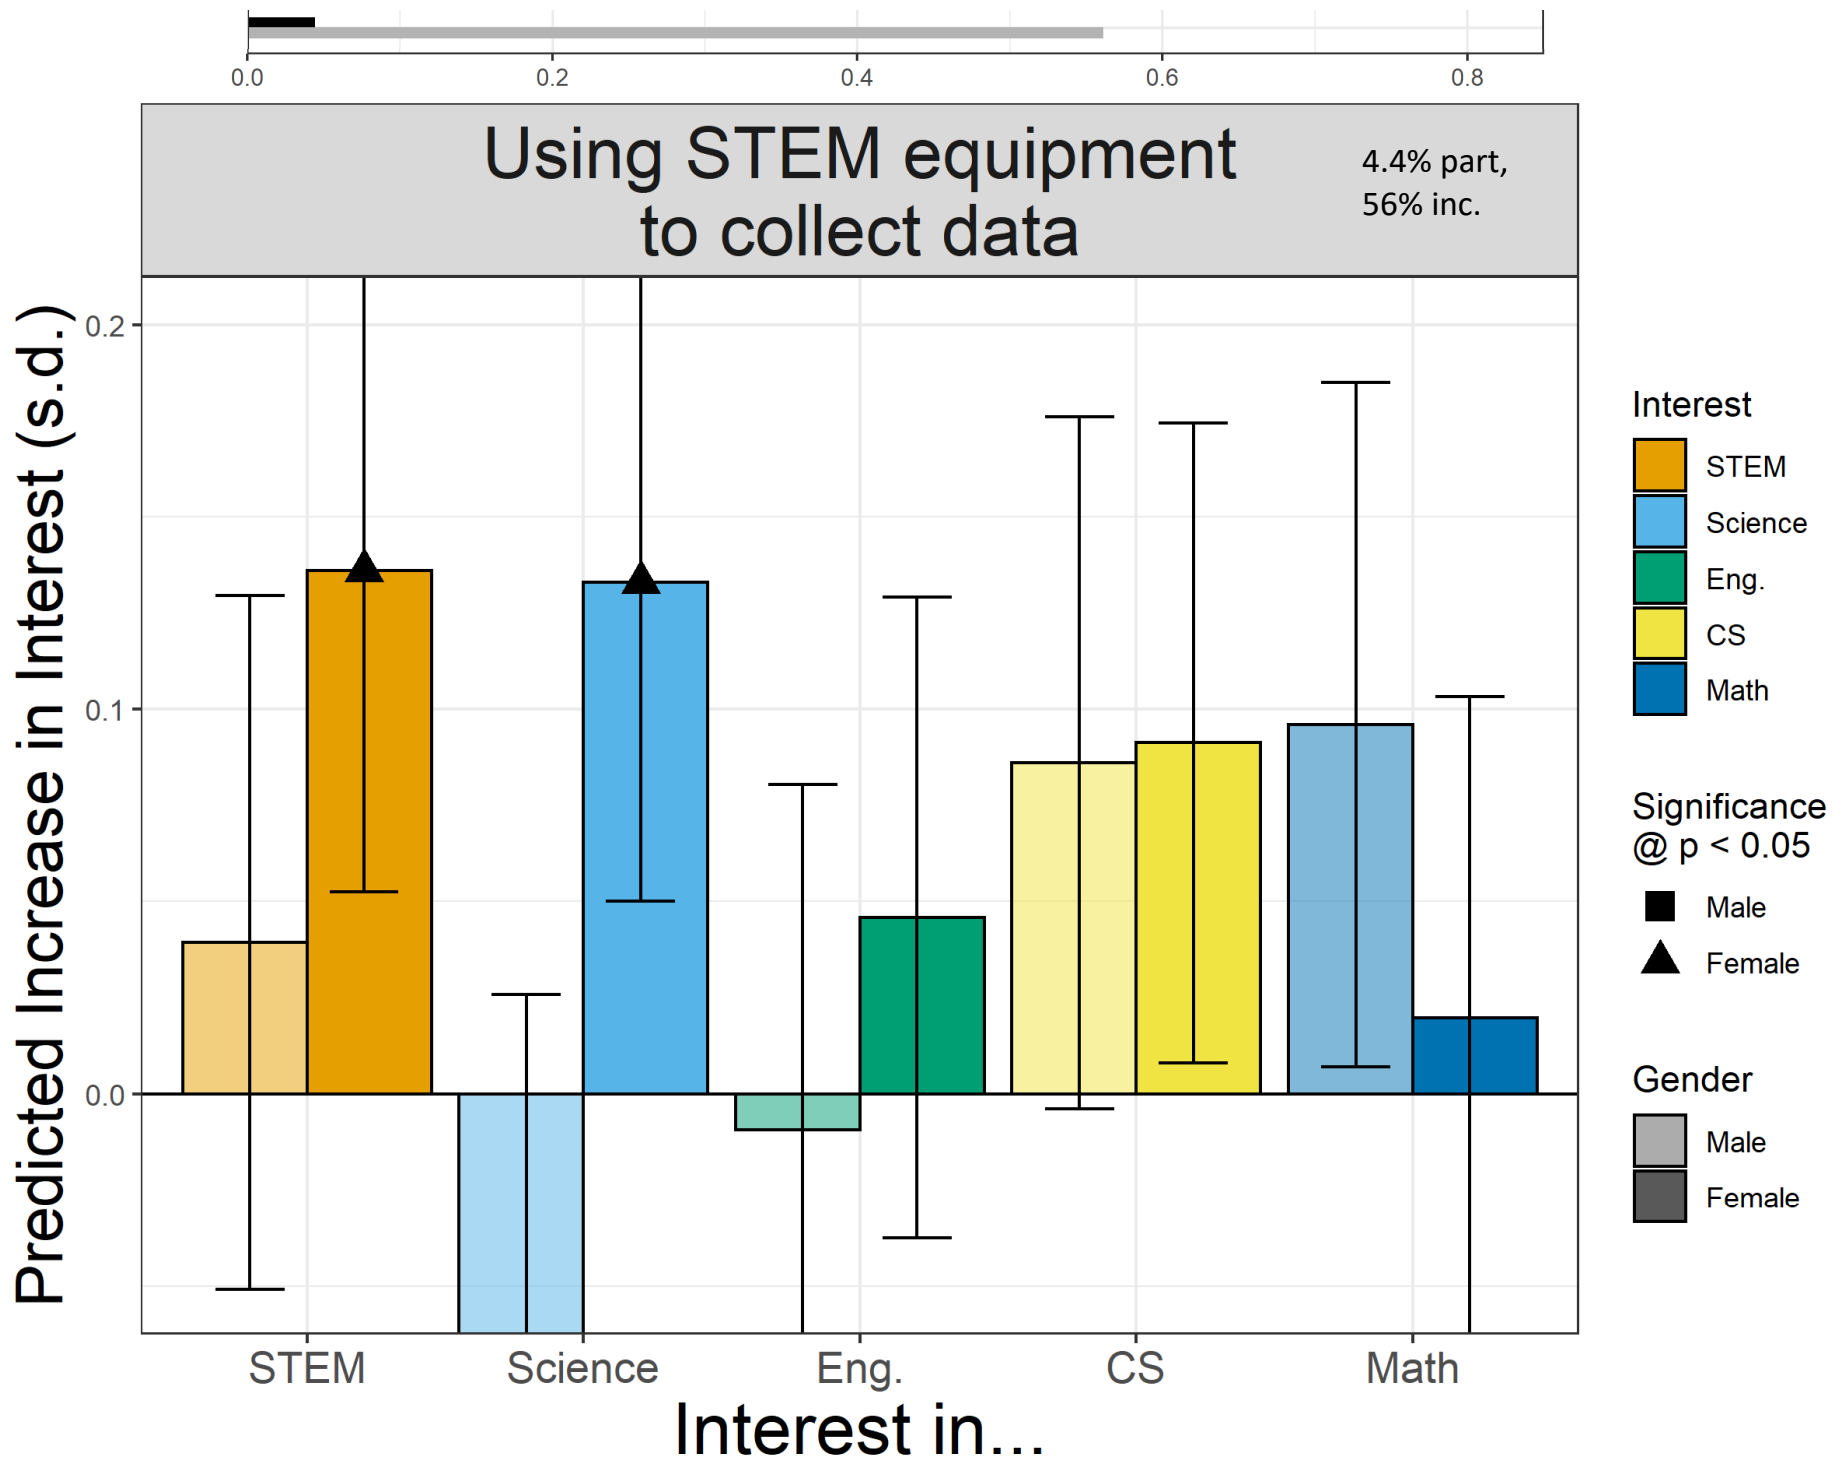 0.0 0.2 0.4 0.6 0.8
Using STEM equipment
to collect data
4.4% part,
56% inc.
Predicted Increase in Interest (s.d.)
0.2
0.1
0.0
STEM Science Eng. CS Math
Interest in...
Interest
STEM
Science
Eng.
CS
Math
Significance
@ p < 0.05
Male
Female
Gender
Male
Female